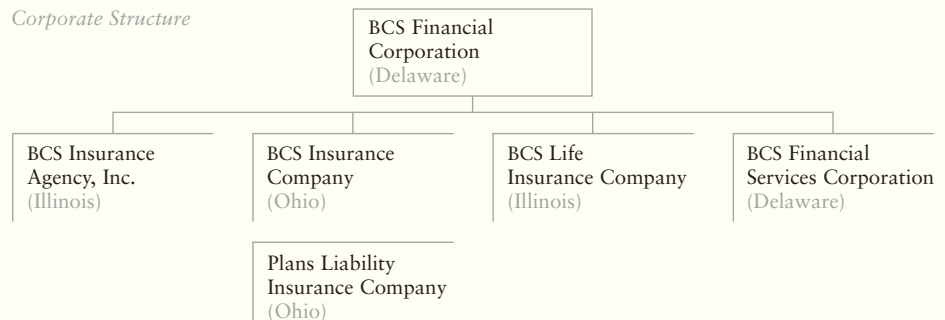 Corporate Structure
BCS Financial
Corporation
(Delaware)
BCS Insurance
Agency, Inc.
(Illinois)
BCS Insurance
Company
(Ohio)
BCS Life
Insurance Company
(Illinois)
BCS Financial
Services Corporation
(Delaware)
Plans Liability
Insurance Company
(Ohio)